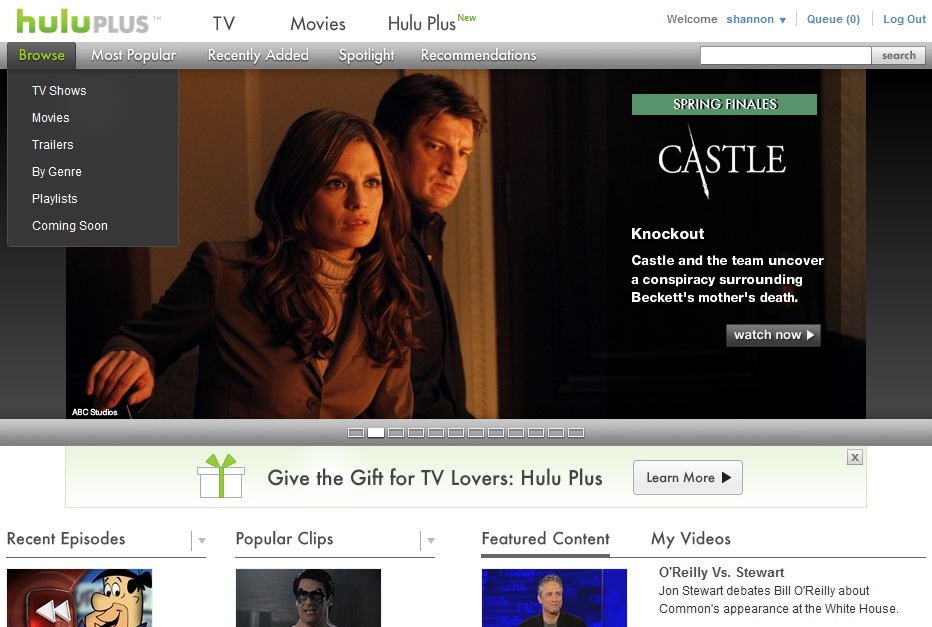 huluPLUS™
TV
Movies
Hulu Plus New
Welcome shannon
Queue (0)
Log Out
Browse
Most Popular
Recently Added
Spotlight
Recommendations
search
TV Shows
Movies
Trailers
By Genre
Playlists
Coming Soon
SPRING FINALES
CASTLE
Knockout
Castle and the team uncover
a conspiracy surrounding
Beckett's mother's death.
watch now
ABC Studios
Give the Gift for TV Lovers: Hulu Plus
Learn More
x
Recent Episodes
Popular Clips
Featured Content
My Videos
O'Reilly Vs. Stewart
Jon Stewart debates Bill O'Reilly about
Common's appearance at the White House.